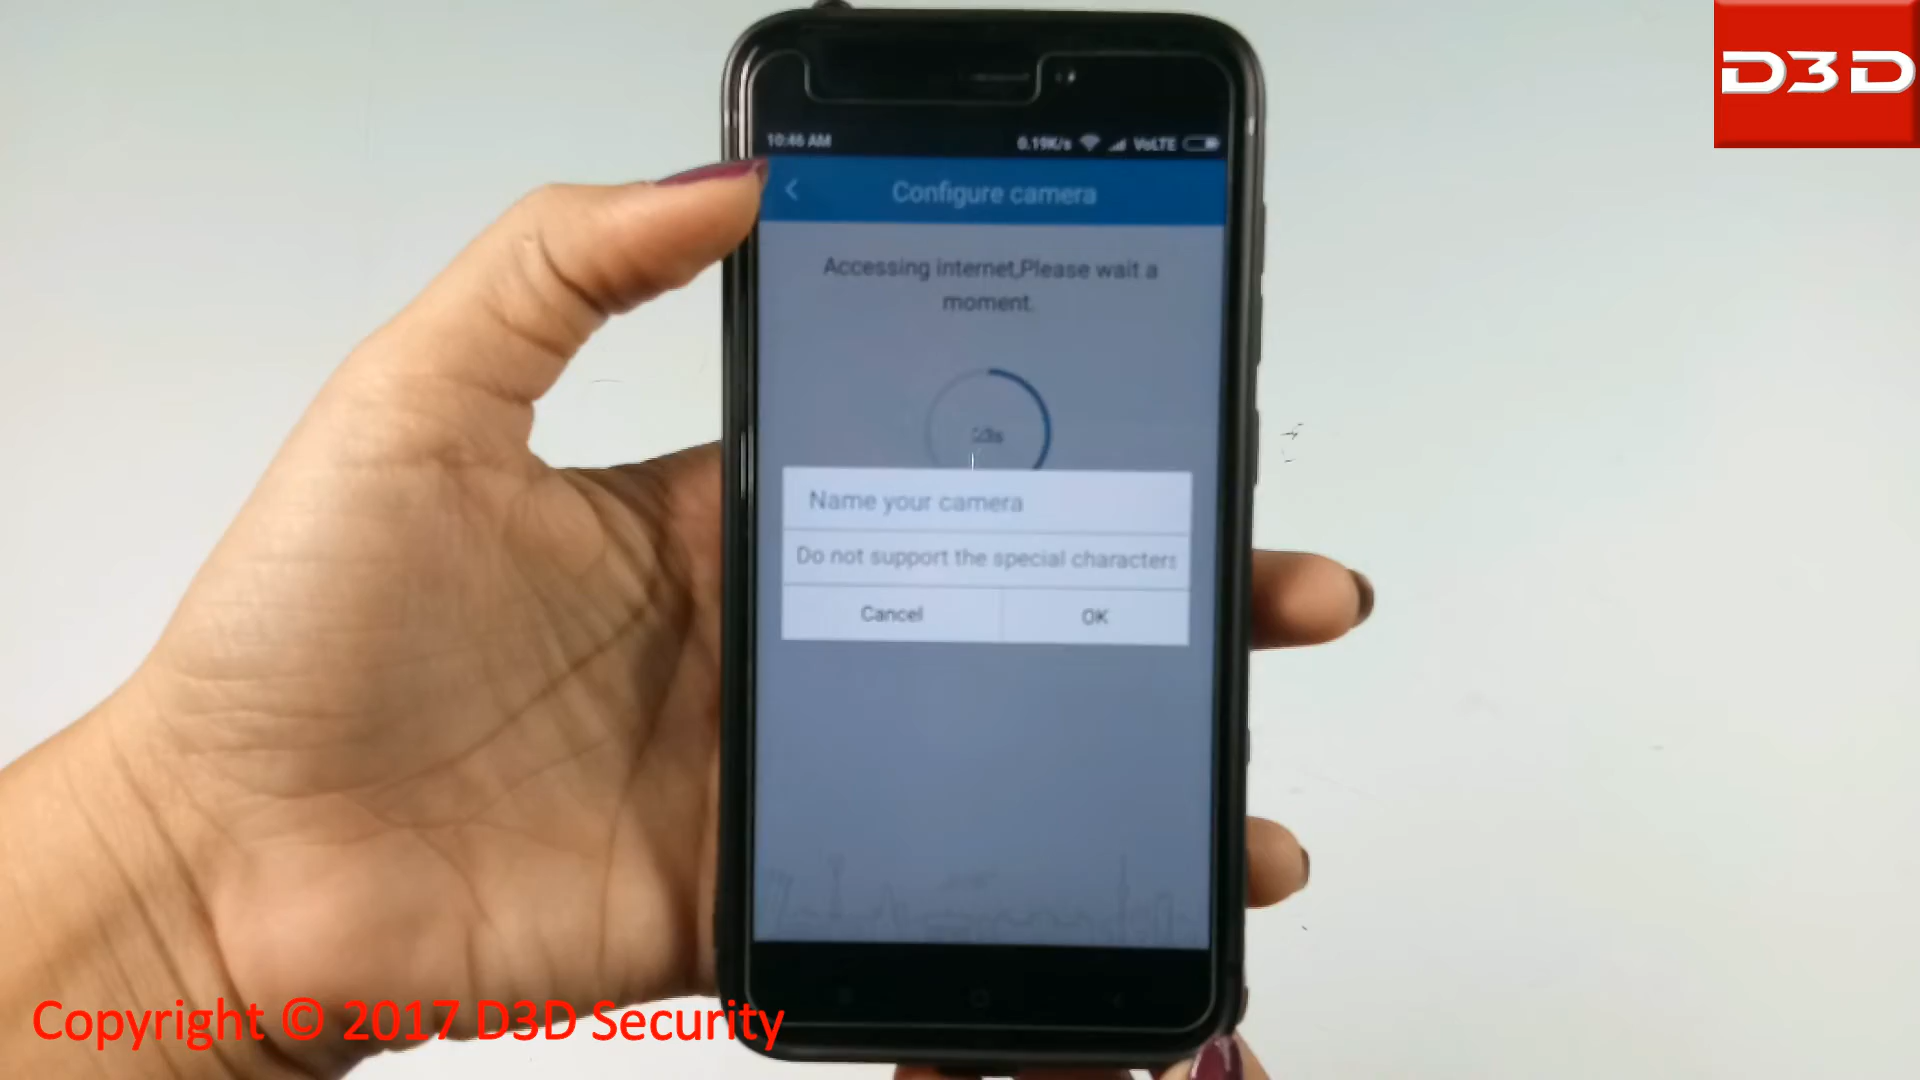 D3D
10:46 AM
0.19K/s VoLTE
Configure camera
Accessing internet,Please wait a
moment.
Name your camera
Do not support the special characters
Cancel
OK
Copyright © 2017 D3D Security